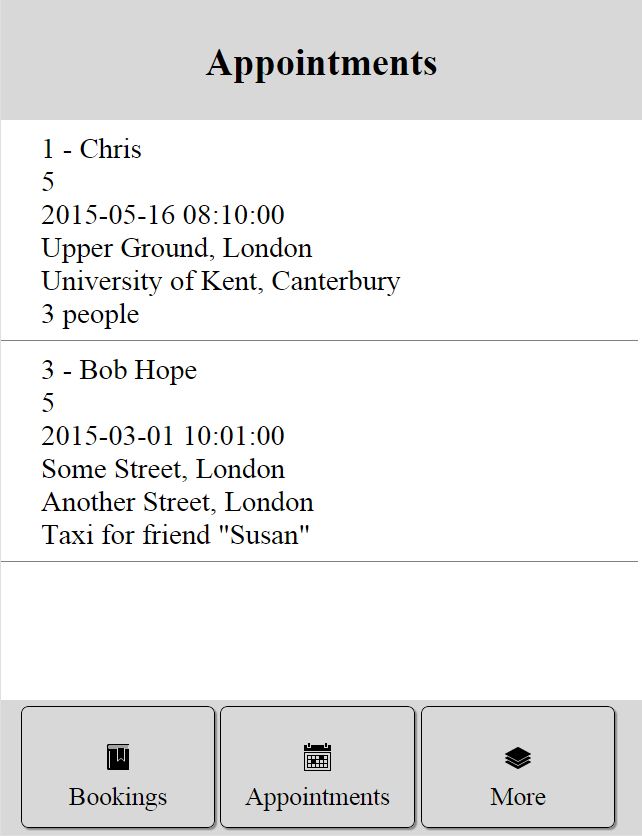 Appointments
1 - Chris
5
2015-05-16 08:10:00
Upper Ground, London
University of Kent, Canterbury
3 people
3 - Bob Hope
5
2015-03-01 10:01:00
Some Street, London
Another Street, London
Taxi for friend "Susan"
Bookings
Appointments
More